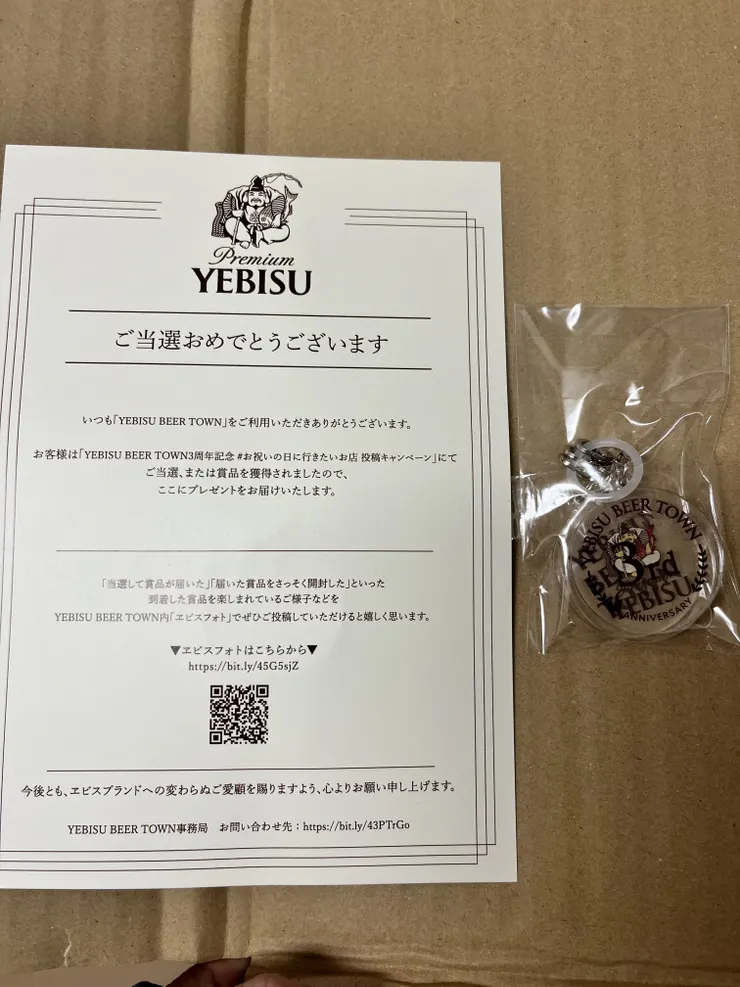 Premium
YEBISU
ご当選おめでとうございます
いつも「YEBISU BEER TOWN」をご利用いただきありがとうございます。
お客様は「YEBISU BEER TOWN3周年記念 #お祝いの日に行きたいお店 投稿キャンペーン」にて
ご当選、または賞品を獲得されましたので、
ここにプレゼントをお届けいたします。
「当選して賞品が届いた」「届いた賞品をさっそく開封した」といった
到着した賞品を楽しまれているご様子などを
YEBISU BEER TOWN内「ヱビスフォト」でぜひご投稿していただけると嬉しく思います。
▼ヱビスフォトはこちらから▼
https://bit.ly/45G5sjZ
今後とも、ヱビスブランドへの変わらぬご愛顧を賜りますよう、心よりお願い申し上げます。
YEBISU BEER TOWN事務局 お問い合わせ先：https://bit.ly/43PTrGo
YEBISU BEER TOWN
3rd
YEBISU
ANNIVERSARY